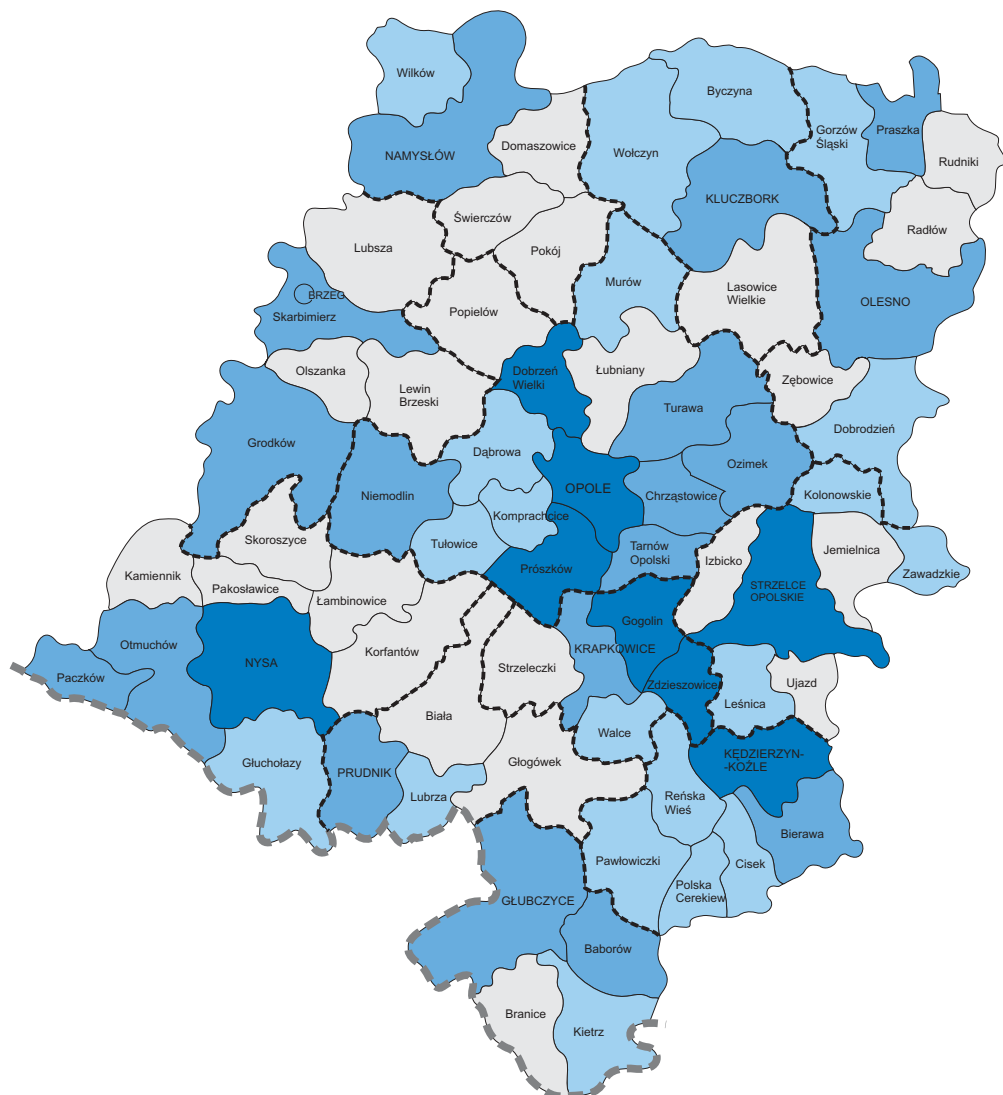 Wilków
Byczyna
Gorzów
Śląski
Praszka
NAMYSŁÓW
Domaszowice
Wołczyn
Rudniki
KLUCZBORK
Świerczów
Radłów
Lubsza
Pokój
Murów
Lasowice
Wielkie
BRZEG
OLESNO
Skarbimierz
Popielów
Olszanka
Dobrzeń
Wielki
Łubniany
Zębowice
Lewin
Brzeski
Turawa
Dobrodzień
Grodków
Dąbrowa
Ozimek
Niemodlin
OPOLE
Chrząstowice
Kolonowskie
Komprachcice
Skoroszyce
Tułowice
Tarnów
Opolski
Izbicko
Jemielnica
Kamiennik
Zawadzkie
Prószków
STRZELCE
OPOLSKIE
Pakosławice
Łambinowice
Gogolin
Otmuchów
KRAPKOWICE
NYSA
Korfantów
Strzeleczki
Paczków
Zdzieszowice
Ujazd
Leśnica
Biała
Walce
KĘDZIERZYN-
-KOŹLE
Głuchołazy
Głogówek
PRUDNIK
Lubrza
Reńska
Wieś
Bierawa
Pawłowiczki
Cisek
Polska
Cerekiew
GŁUBCZYCE
Baborów
Branice
Kietrz